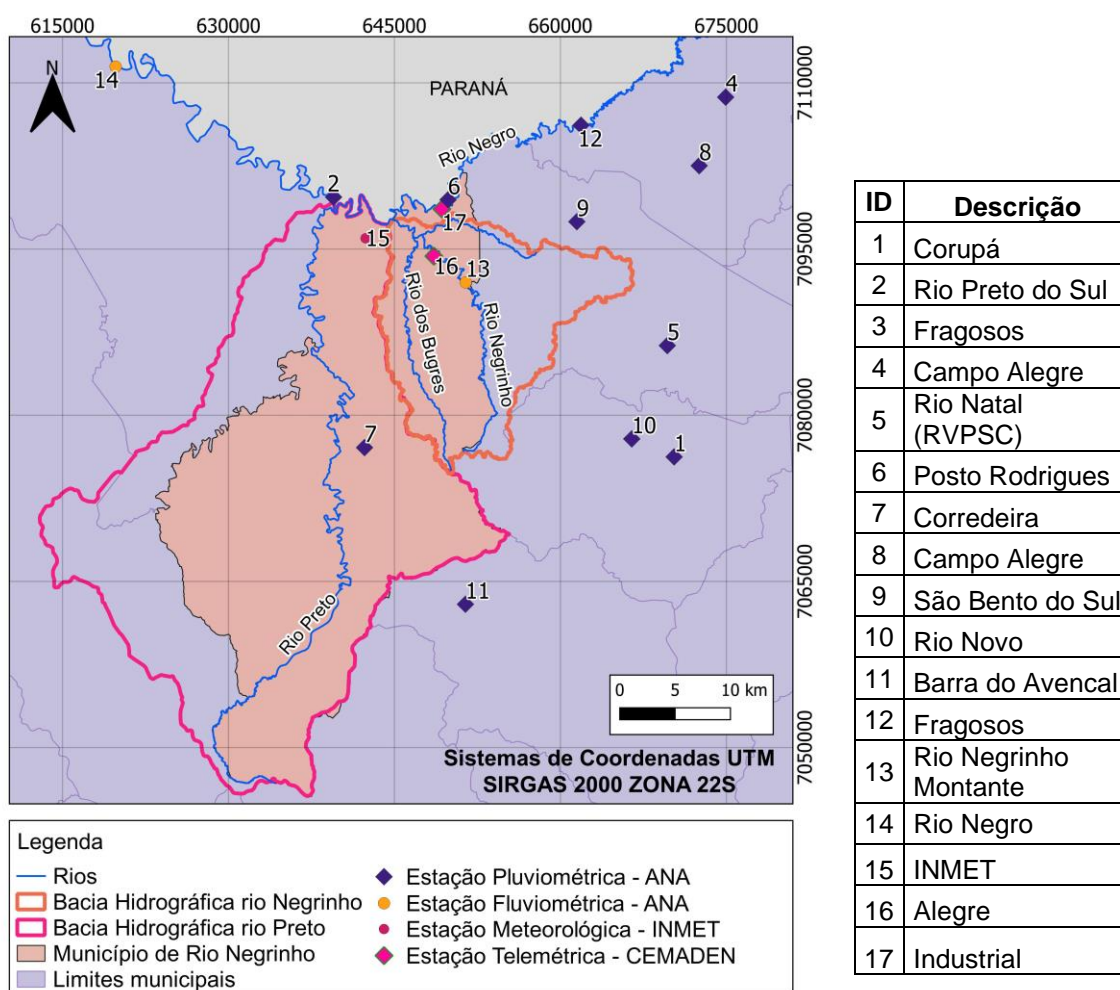 615000 630000 645000 660000 675000
N
14
PARANÁ
4
7110000
12
Rio Negro
8
2
6
9
17
15
7095000
16
13
Rio dos Bugres
Rio Negrinho
5
7080000
10
7
1
7065000
11
Rio Preto
0 5 10 km
7050000
Sistemas de Coordenadas UTM
SIRGAS 2000 ZONA 22S
Legenda
Rios
Bacia Hidrográfica rio Negrinho
Bacia Hidrográfica rio Preto
Município de Rio Negrinho
Limites municipais
Estação Pluviométrica - ANA
Estação Fluviométrica - ANA
Estação Meteorológica - INMET
Estação Telemétrica - CEMADEN
ID Descrição
1 Corupá
2 Rio Preto do Sul
3 Fragosos
4 Campo Alegre
5 Rio Natal
(RVPSC)
6 Posto Rodrigues
7 Corredeira
8 Campo Alegre
9 São Bento do Sul
10 Rio Novo
11 Barra do Avencal
12 Fragosos
13 Rio Negrinho
Montante
14 Rio Negro
15 INMET
16 Alegre
17 Industrial